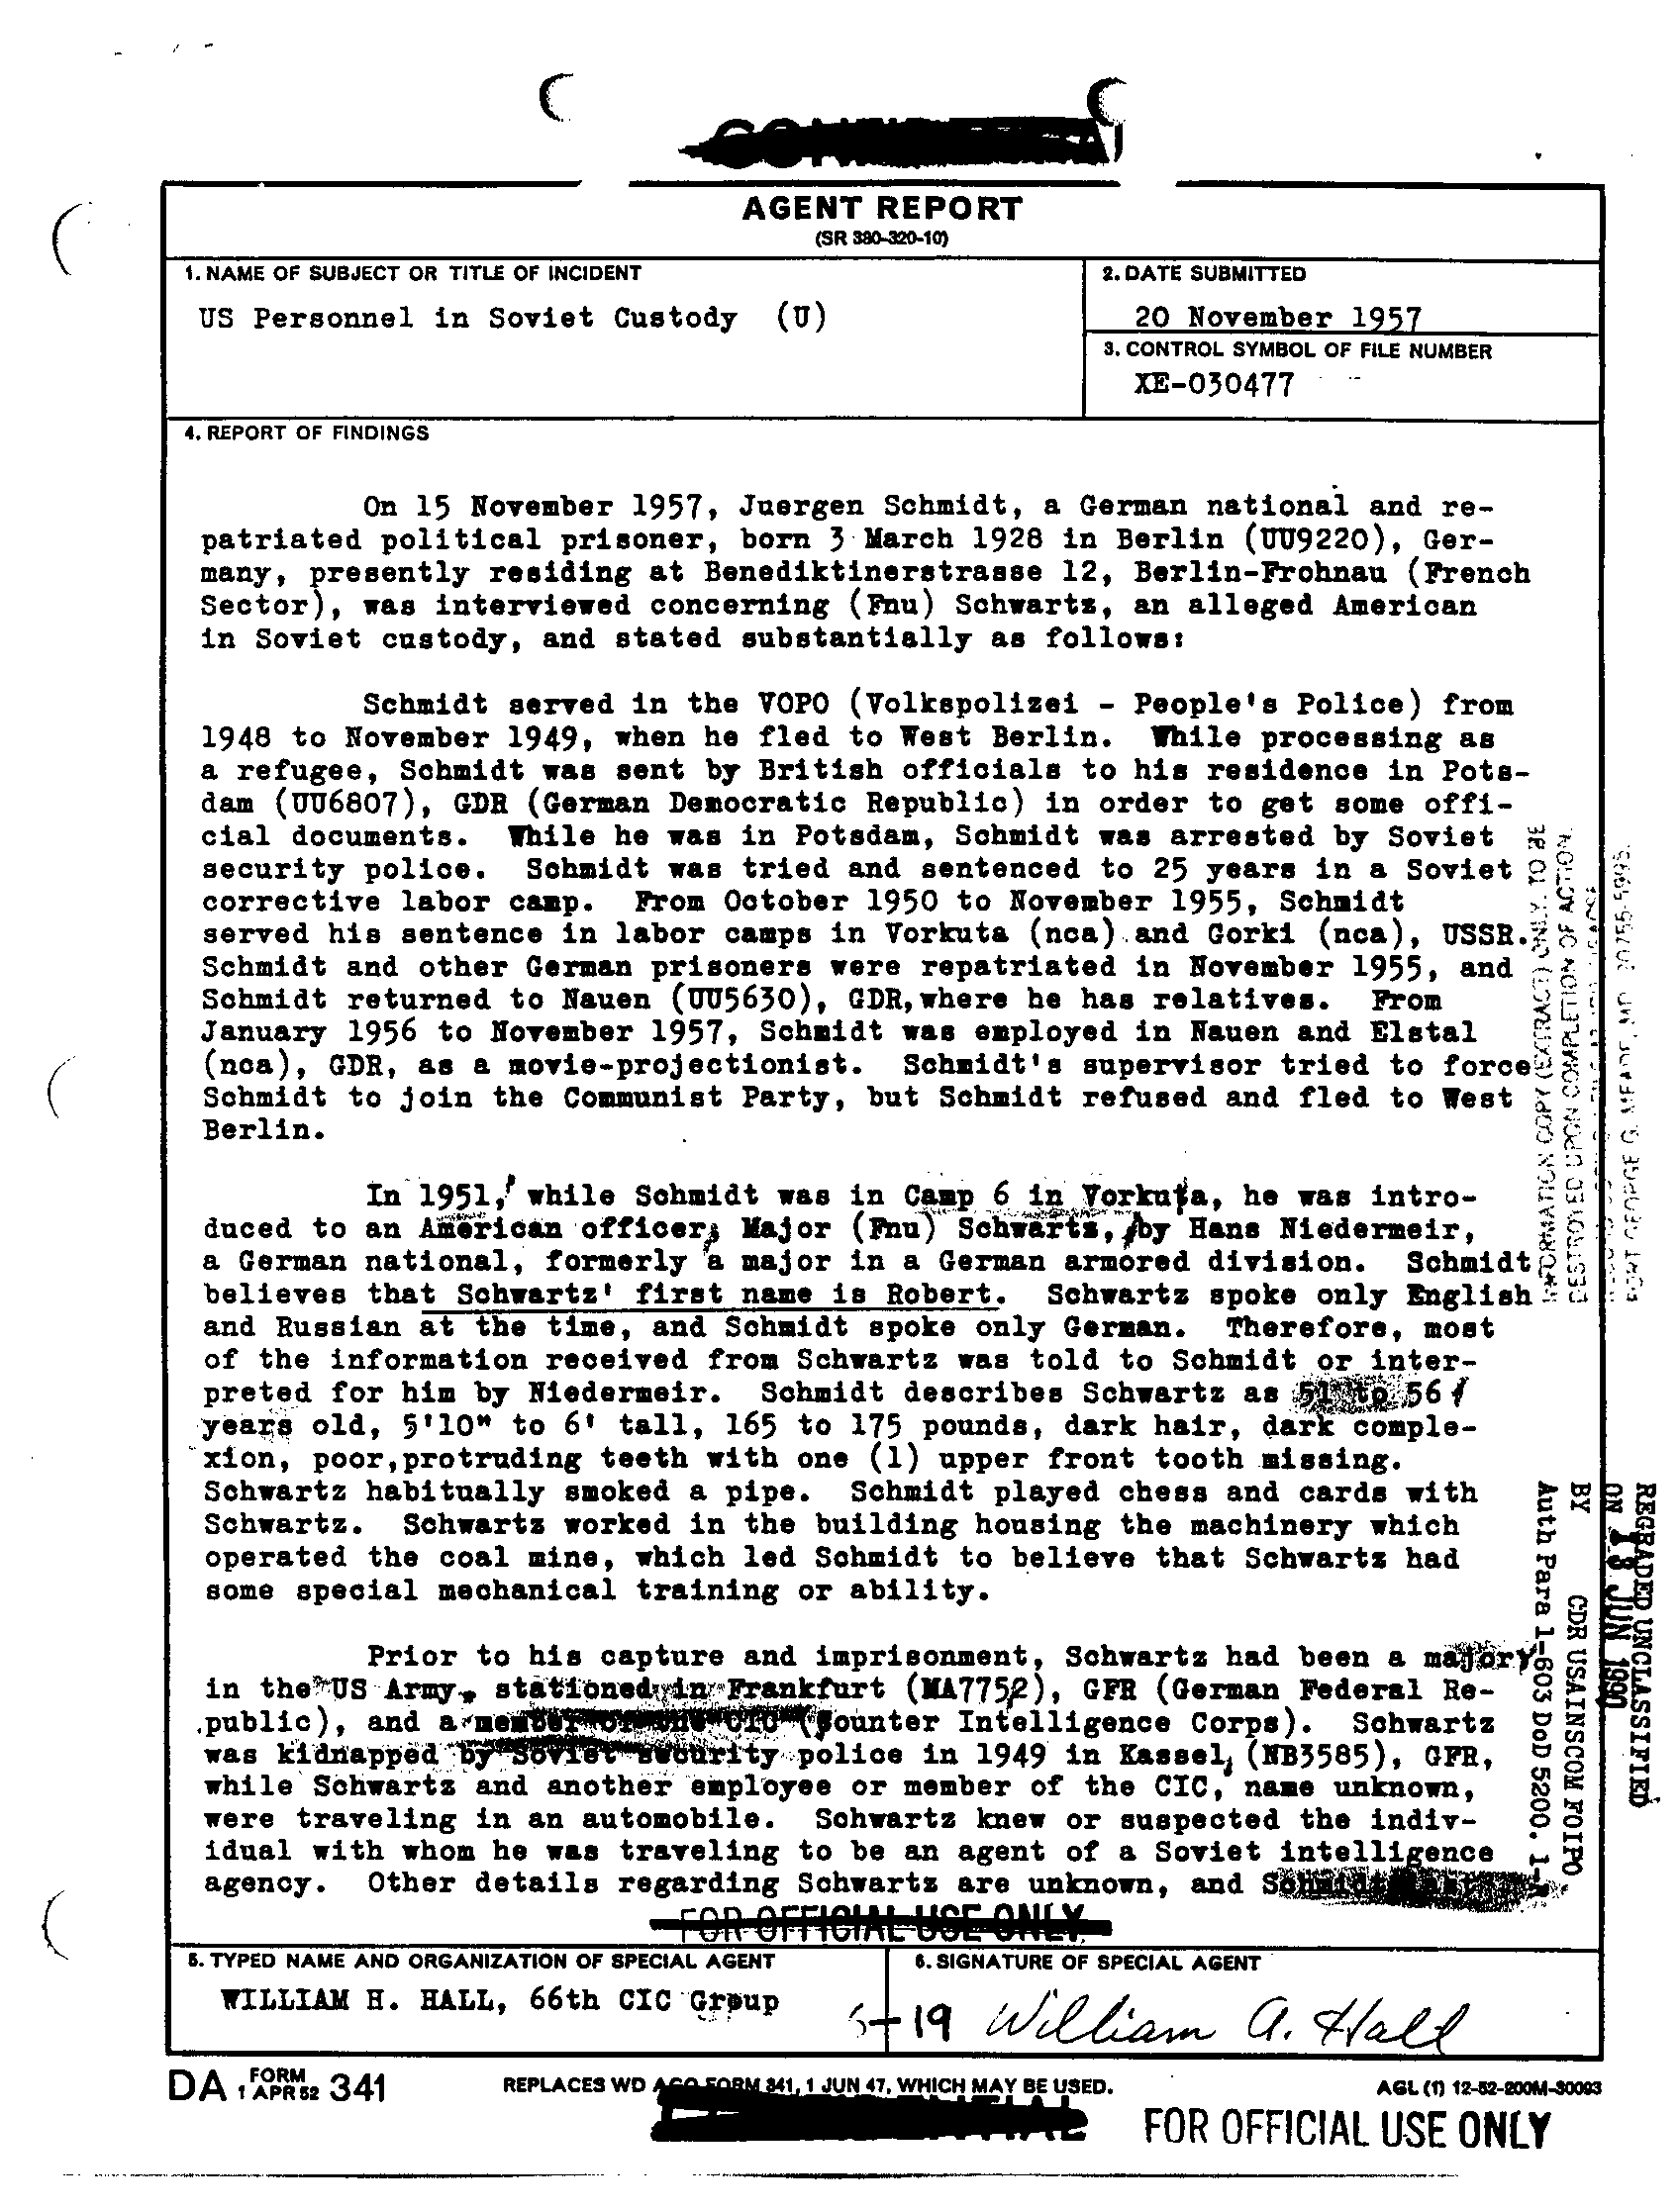 AGENT REPORT
(SR 380-320-10)
1. NAME OF SUBJECT OR TITLE OF INCIDENT
US Personnel in Soviet Custody (U)
2. DATE SUBMITTED
20 November 1957
3. CONTROL SYMBOL OF FILE NUMBER
XE-030477
4. REPORT OF FINDINGS
On 15 November 1957, Juergen Schmidt, a German national and re-
patriated political prisoner, born 3 March 1928 in Berlin (UU9220), Ger-
many, presently residing at Benediktinerstrasse 12, Berlin-Frohnau (French
Sector), was interviewed concerning (Fnu) Schwartz, an alleged American
in Soviet custody, and stated substantially as follows:
Schmidt served in the VOPO (Volkspolizei - People's Police) from
1948 to November 1949, when he fled to West Berlin. While processing as
a refugee, Schmidt was sent by British officials to his residence in Pots-
dam (UU6807), GDR (German Democratic Republic) in order to get some offi-
cial documents. While he was in Potsdam, Schmidt was arrested by Soviet
security police. Schmidt was tried and sentenced to 25 years in a Soviet
corrective labor camp. From October 1950 to November 1955, Schmidt
served his sentence in labor camps in Vorkuta (nca) and Gorki (nca), USSR.
Schmidt and other German prisoners were repatriated in November 1955, and
Schmidt returned to Nauen (UU5630), GDR, where he has relatives. From
January 1956 to November 1957, Schmidt was employed in Nauen and Elstal
(nca), GDR, as a movie-projectionist. Schmidt's supervisor tried to force
Schmidt to join the Communist Party, but Schmidt refused and fled to West
Berlin.
In 1951, while Schmidt was in Camp 6 in Vorkuta, he was intro-
duced to an American officer, Major (Fnu) Schwartz, by Hans Niedermeir,
a German national, formerly a major in a German armored division. Schmidt
believes that Schwartz' first name is Robert. Schwartz spoke only English
and Russian at the time, and Schmidt spoke only German. Therefore, most
of the information received from Schwartz was told to Schmidt or inter-
preted for him by Niedermeir. Schmidt describes Schwartz as 51 to 56
years old, 5'10" to 6' tall, 165 to 175 pounds, dark hair, dark comple-
xion, poor, protruding teeth with one (1) upper front tooth missing.
Schwartz habitually smoked a pipe. Schmidt played chess and cards with
Schwartz. Schwartz worked in the building housing the machinery which
operated the coal mine, which led Schmidt to believe that Schwartz had
some special mechanical training or ability.
Prior to his capture and imprisonment, Schwartz had been a major
in the US Army, stationed in Frankfurt (MA7752), GFR (German Federal Re-
public), and a member of the CIC (Counter Intelligence Corps). Schwartz
was kidnapped by Soviet security police in 1949 in Kassel, (NB3585), GFR,
while Schwartz and another employee or member of the CIC, name unknown,
were traveling in an automobile. Schwartz knew or suspected the indiv-
idual with whom he was traveling to be an agent of a Soviet intelligence
agency. Other details regarding Schwartz are unknown, and Schmidt
FOR OFFICIAL USE ONLY
5. TYPED NAME AND ORGANIZATION OF SPECIAL AGENT
WILLIAM H. HALL, 66th CIC Group
6. SIGNATURE OF SPECIAL AGENT
5-19 William A. Hall
DA FORM 1 APR 52 341
REPLACES WD AGO FORM 341, 1 JUN 47, WHICH MAY BE USED.
AGL (1) 12-52-200M-30093
FOR OFFICIAL USE ONLY
INFORMATION COPY (EXTRACT) ONLY. TO BE
DESTROYED UPON COMPLETION OF ACTION.
FORT GEORGE G. MEADE, MD 20755-5995.
REGRADED UNCLASSIFIED
ON 13 JUN 1990
BY CDR USAINSCOM FOIPO
Auth Para 1-603 DoD 5200. 1-R